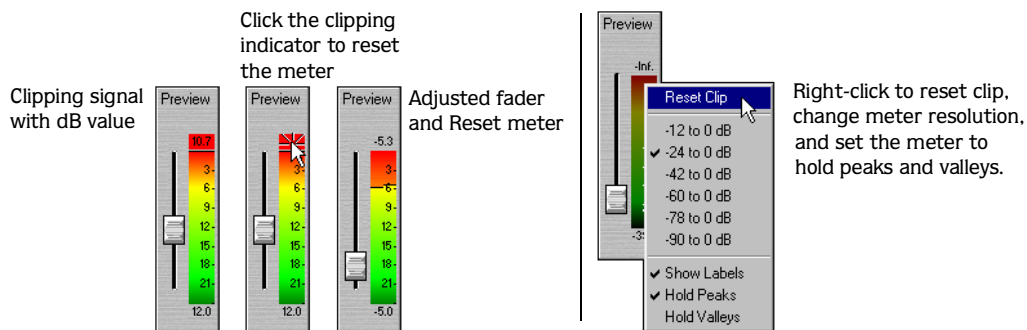 Click the clipping
indicator to reset
the meter
Clipping signal
with dB value
Preview
10.7
3-
6-
9-
12-
15-
18-
21-
12.0
Preview
3-
6-
9-
12-
15-
18-
21-
12.0
Preview
-5.3
3-
6-
9-
12-
15-
18-
21-
-5.0
Adjusted fader
and Reset meter
Preview
-Inf.
Reset Clip
-12 to 0 dB
-24 to 0 dB
-42 to 0 dB
-60 to 0 dB
-78 to 0 dB
-90 to 0 dB
Show Labels
Hold Peaks
Hold Valleys
Right-click to reset clip,
change meter resolution,
and set the meter to
hold peaks and valleys.